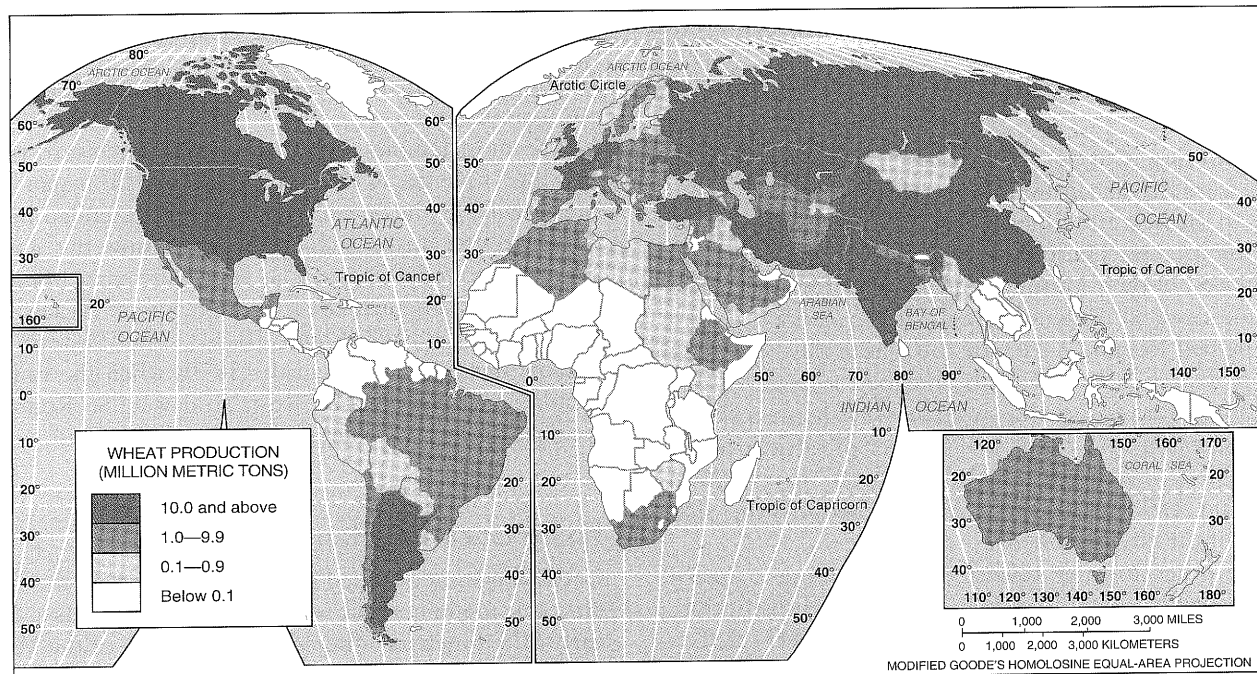 80°
ARCTIC OCEAN
70°
60°
50°
40°
30°
20°
160°
PACIFIC
OCEAN
10°
0°
10°
20°
30°
40°
50°
60°
50°
40°
ATLANTIC
OCEAN
30°
Tropic of Cancer
20°
10°
10°
20°
30°
40°
50°
ARCTIC OCEAN
Arctic Circle
60°
50°
40°
30°
20°
10°
0°
10°
20°
30°
40°
50°
50°
60°
70°
80°
90°
ARABIAN
SEA
BAY OF
BENGAL
INDIAN
OCEAN
10°
20°
Tropic of Capricorn
30°
50°
50°
PACIFIC
OCEAN
40°
30°
Tropic of Cancer
20°
10°
140°
150°
WHEAT PRODUCTION
(MILLION METRIC TONS)
10.0 and above
1.0—9.9
0.1—0.9
Below 0.1
120°
150°
160°
170°
CORAL SEA
20°
20°
30°
30°
40°
40°
110°
120°
130°
140°
150°
160°
180°
0 1,000 2,000 3,000 MILES
0 1,000 2,000 3,000 KILOMETERS
MODIFIED GOODE'S HOMOLOSINE EQUAL-AREA PROJECTION